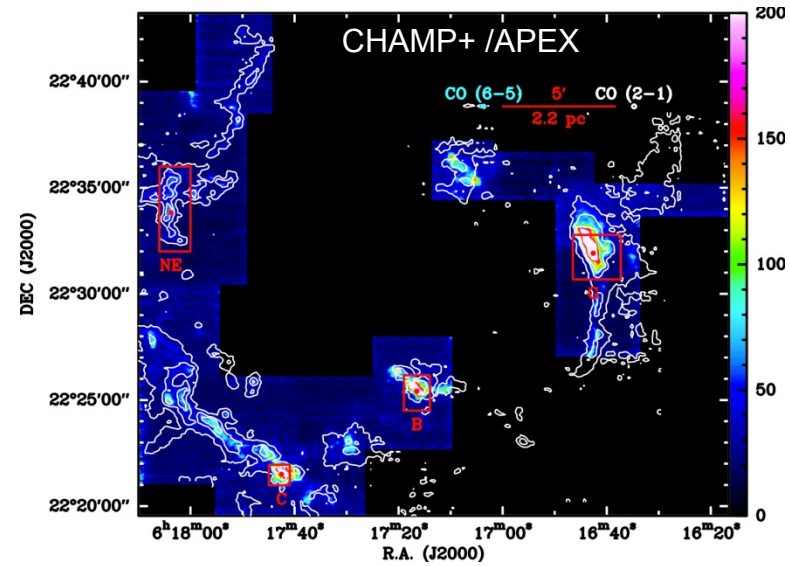 CHAMP+ /APEX
CO (6-5) 5' CO (2-1)
2.2 pc
NE
G
B
C
22°40'00"
22°35'00"
22°30'00"
22°25'00"
22°20'00"
DEC (J2000)
6ʰ18ᵐ00ˢ 17ᵐ40ˢ 17ᵐ20ˢ 17ᵐ00ˢ 16ᵐ40ˢ 16ᵐ20ˢ
R.A. (J2000)
200
150
100
50
0